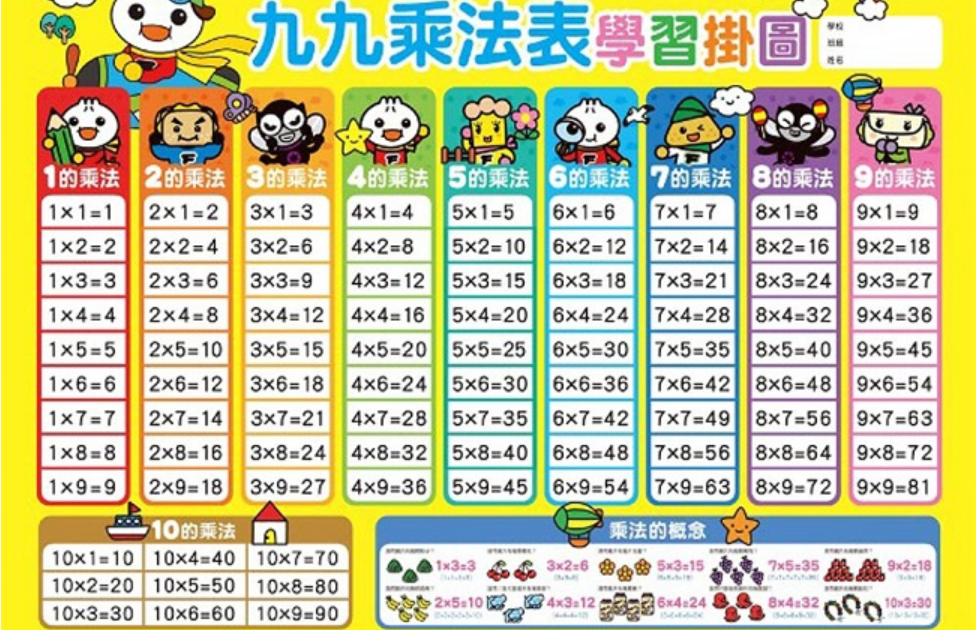 九九乘法表學習掛圖
學校
班級
姓名
1的乘法 2的乘法 3的乘法 4的乘法 5的乘法 6的乘法 7的乘法 8的乘法 9的乘法
1×1=1 2×1=2 3×1=3 4×1=4 5×1=5 6×1=6 7×1=7 8×1=8 9×1=9
1×2=2 2×2=4 3×2=6 4×2=8 5×2=10 6×2=12 7×2=14 8×2=16 9×2=18
1×3=3 2×3=6 3×3=9 4×3=12 5×3=15 6×3=18 7×3=21 8×3=24 9×3=27
1×4=4 2×4=8 3×4=12 4×4=16 5×4=20 6×4=24 7×4=28 8×4=32 9×4=36
1×5=5 2×5=10 3×5=15 4×5=20 5×5=25 6×5=30 7×5=35 8×5=40 9×5=45
1×6=6 2×6=12 3×6=18 4×6=24 5×6=30 6×6=36 7×6=42 8×6=48 9×6=54
1×7=7 2×7=14 3×7=21 4×7=28 5×7=35 6×7=42 7×7=49 8×7=56 9×7=63
1×8=8 2×8=16 3×8=24 4×8=32 5×8=40 6×8=48 7×8=56 8×8=64 9×8=72
1×9=9 2×9=18 3×9=27 4×9=36 5×9=45 6×9=54 7×9=63 8×9=72 9×9=81
10的乘法
10×1=10 10×4=40 10×7=70
10×2=20 10×5=50 10×8=80
10×3=30 10×6=60 10×9=90
乘法的概念
1×3=3 3×2=6 5×3=15 7×5=35 9×2=18
2×5=10 4×3=12 6×4=24 8×4=32 10×3=30